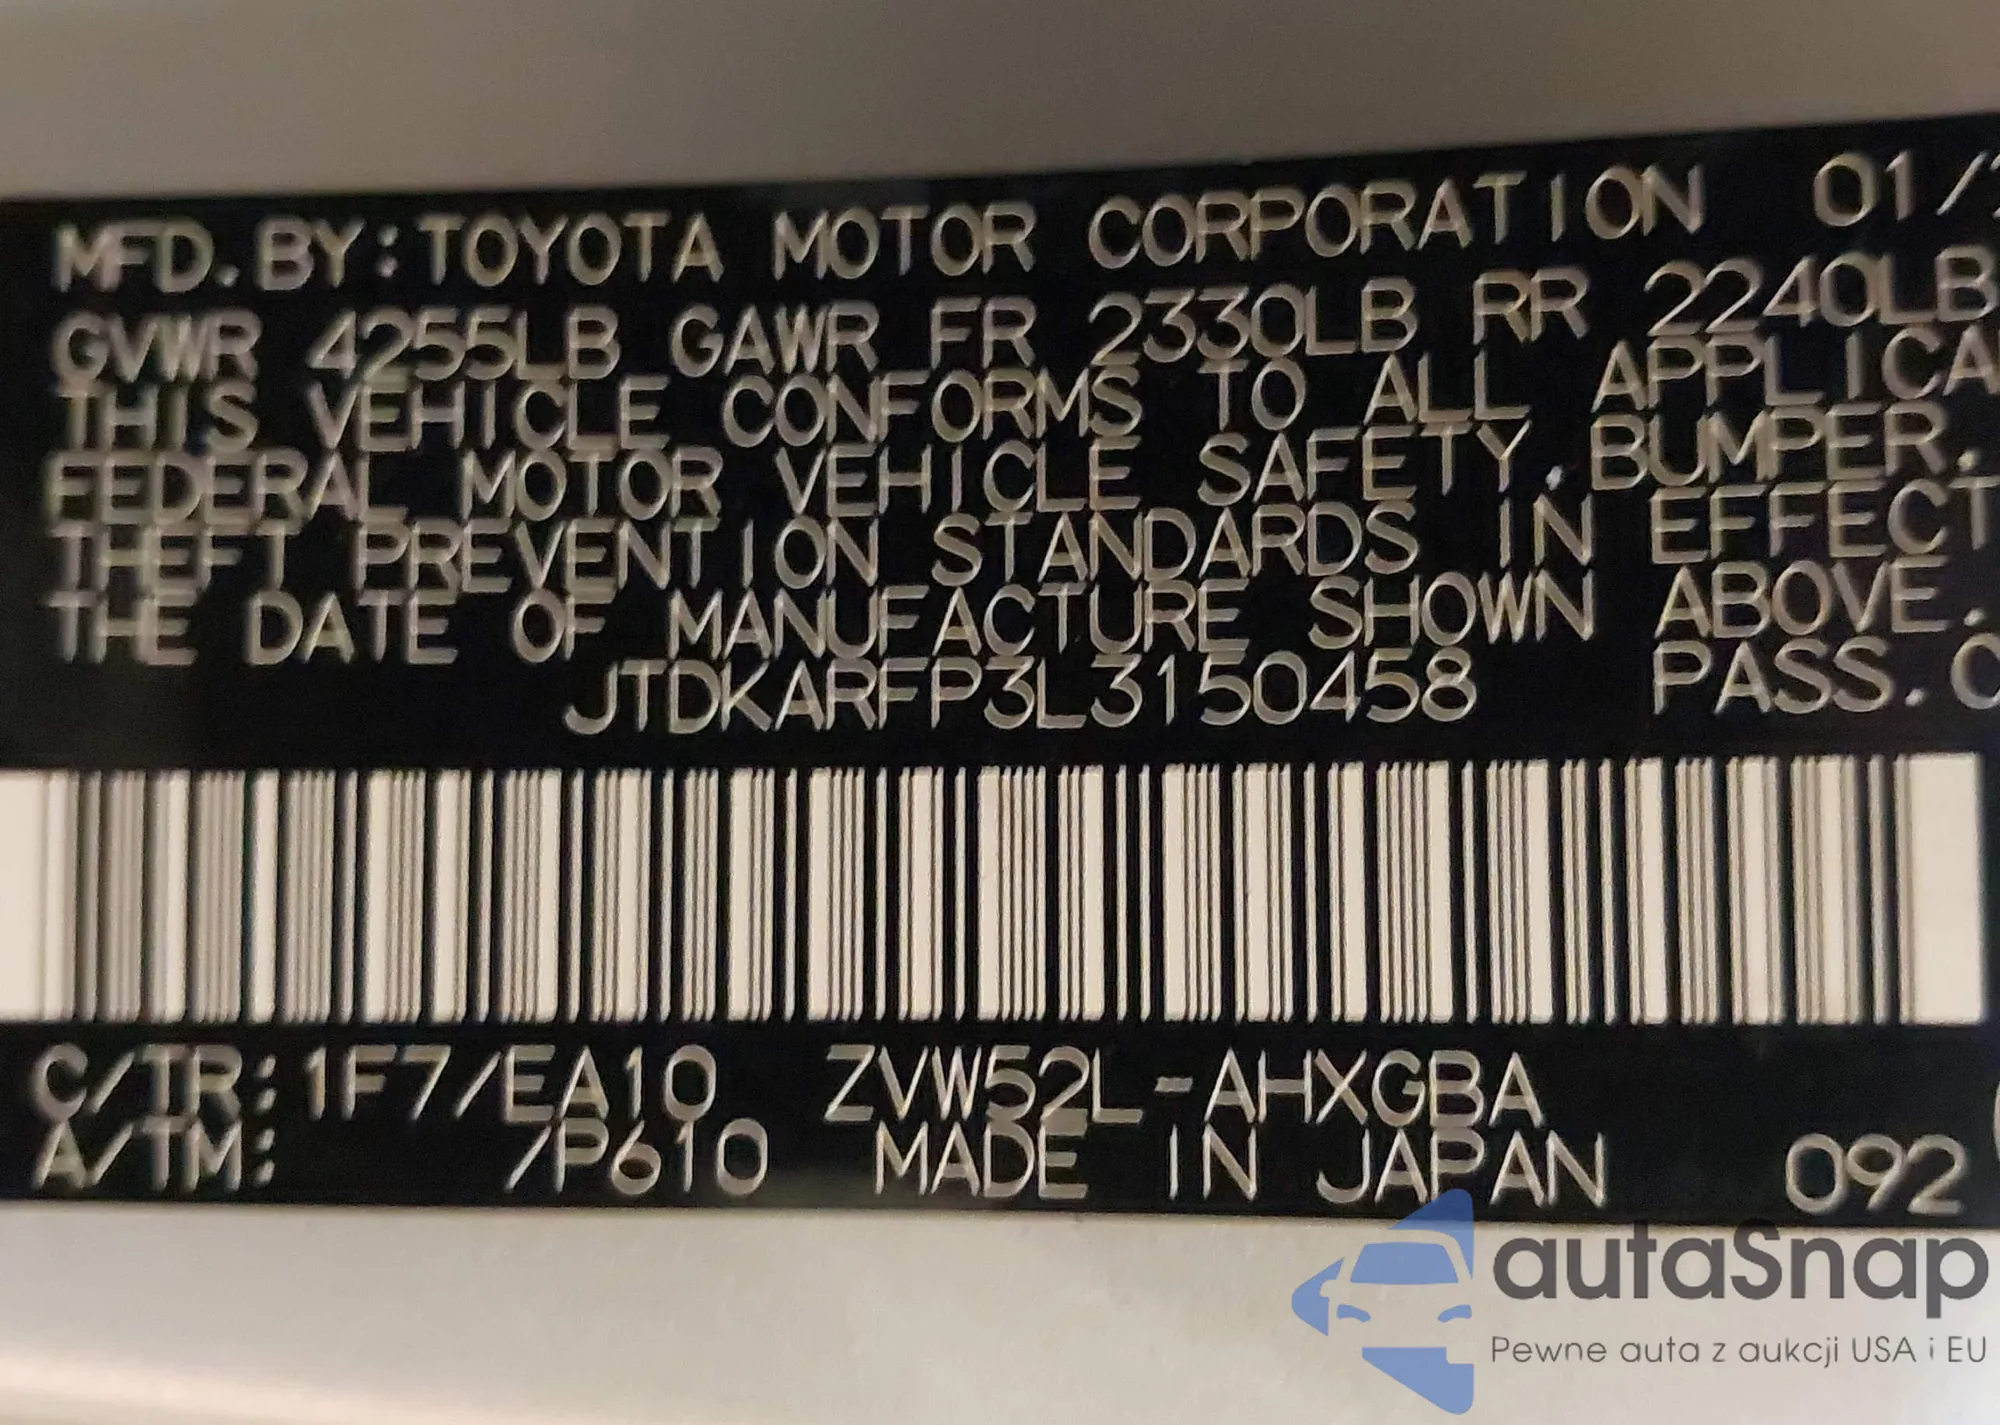 MFD.BY:TOYOTA MOTOR CORPORATION 01/
GVWR 4255LB GAWR FR 2330LB RR 2240LB
THIS VEHICLE CONFORMS TO ALL APPLICA
FEDERAL MOTOR VEHICLE SAFETY,BUMPER,
THEFT PREVENTION STANDARDS IN EFFECT
THE DATE OF MANUFACTURE SHOWN ABOVE.
JTDKARFP3L3150458 PASS.C
C/TR:1F7/EA10 ZVW52L-AHXGBA
A/TM: /P610 MADE IN JAPAN 092
autaSnap
Pewne auta z aukcji USA i EU